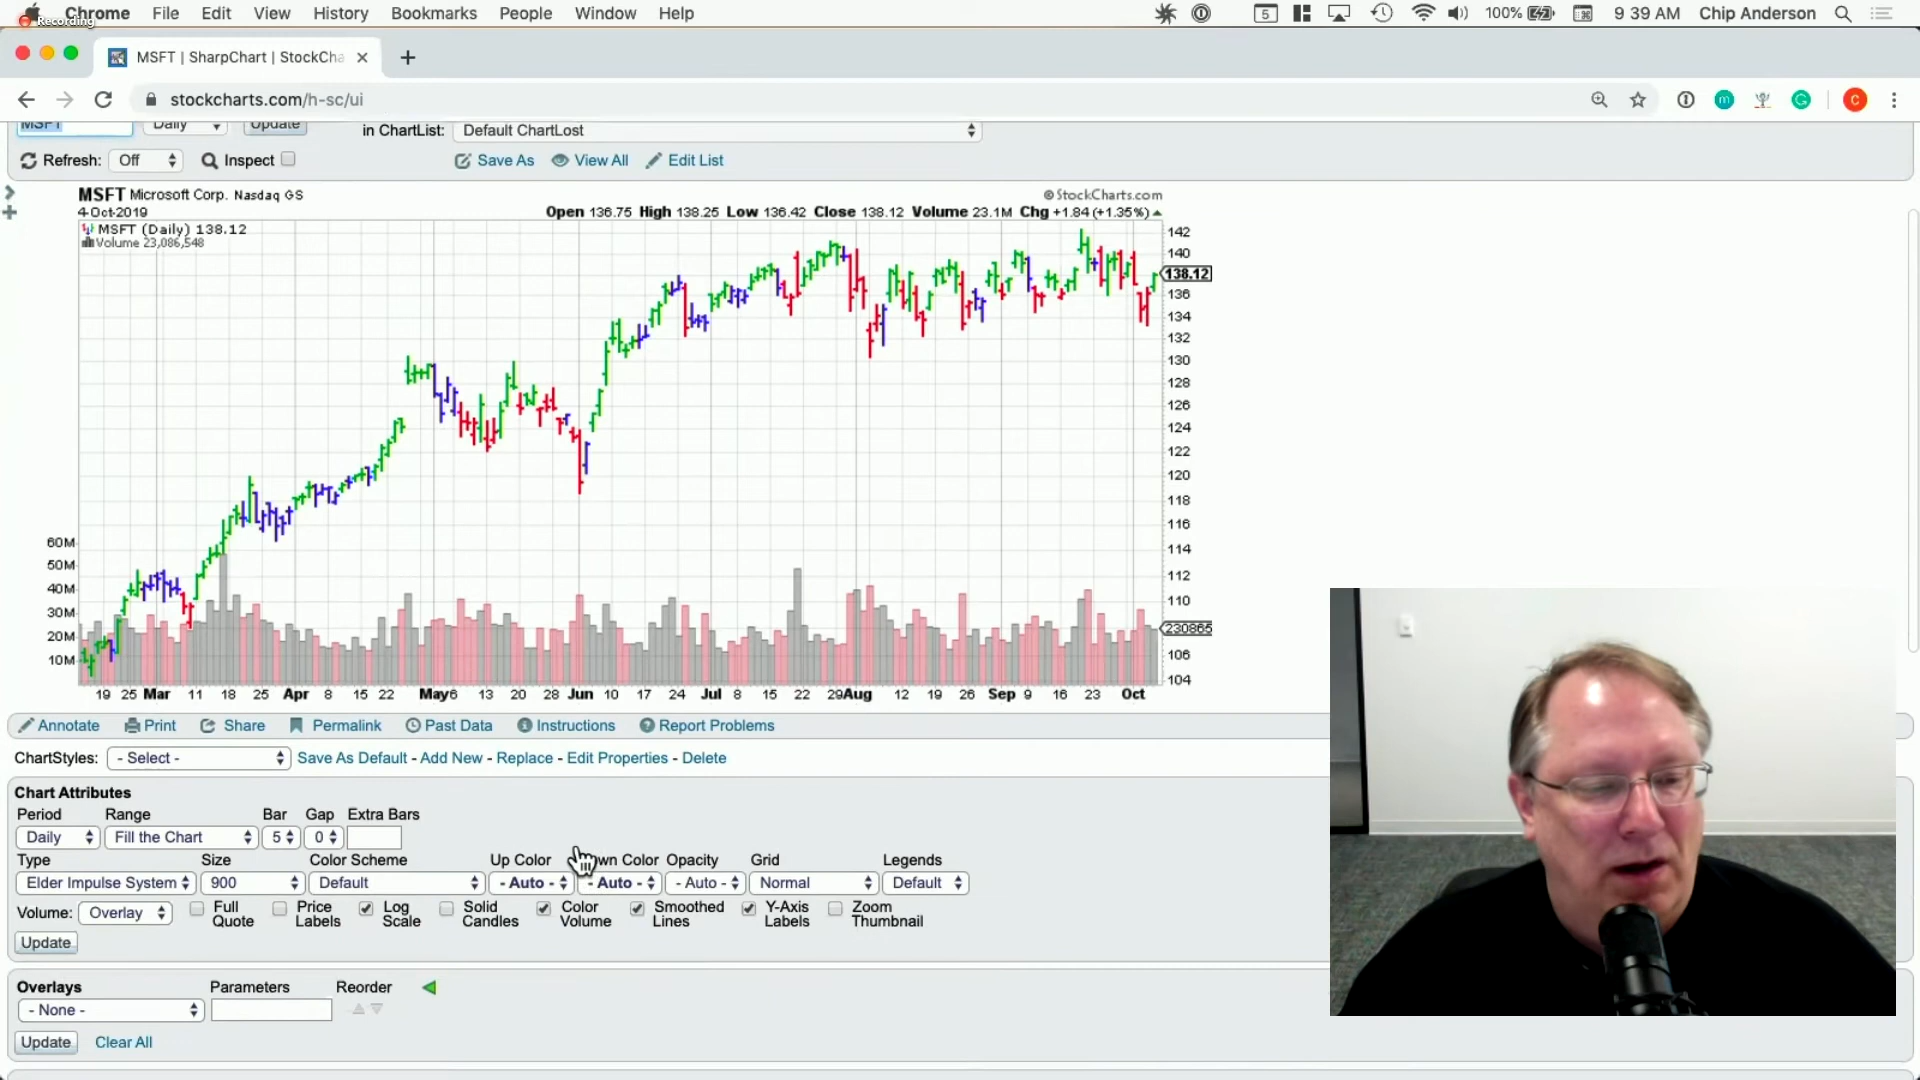 Chrome File Edit View History Bookmarks People Window Help 5 100% 9 39 AM Chip Anderson
Recording
MSFT | SharpChart | StockCha
stockcharts.com/h-sc/ui
MSFT Daily Update in ChartList: Default ChartLost
Refresh: Off Inspect Save As View All Edit List
MSFT Microsoft Corp. Nasdaq GS ©StockCharts.com
4-Oct-2019 Open 136.75 High 138.25 Low 136.42 Close 138.12 Volume 23.1M Chg +1.84 (+1.35%)
MSFT (Daily) 138.12
Volume 23,086,548
142
140
138.12
136
134
132
130
128
126
124
122
120
118
116
60M 114
50M
40M 112
30M 110
20M 230865
10M 106
104
19 25 Mar 11 18 25 Apr 8 15 22 May 6 13 20 28 Jun 10 17 24 Jul 8 15 22 29 Aug 12 19 26 Sep 9 16 23 Oct
Annotate Print Share Permalink Past Data Instructions Report Problems
ChartStyles: - Select - Save As Default - Add New - Replace - Edit Properties - Delete
Chart Attributes
Period Range Bar Gap Extra Bars
Daily Fill the Chart 5 0
Type Size Color Scheme Up Color wn Color Opacity Grid Legends
Elder Impulse System 900 Default - Auto - - Auto - - Auto - Normal Default
Volume: Overlay Full Quote Price Labels Log Scale Solid Candles Color Volume Smoothed Lines Y-Axis Labels Zoom Thumbnail
Update
Overlays Parameters Reorder
- None -
Update Clear All